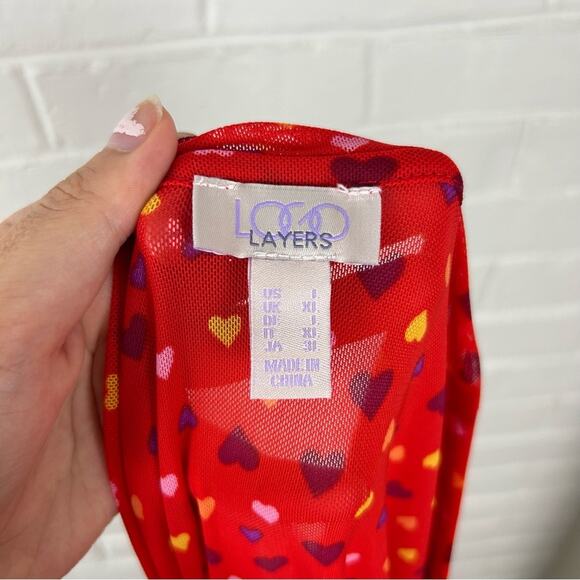 LOGO
LAYERS
US L
UK XL
DE L
IT XL
JA 3L
MADE IN
CHINA